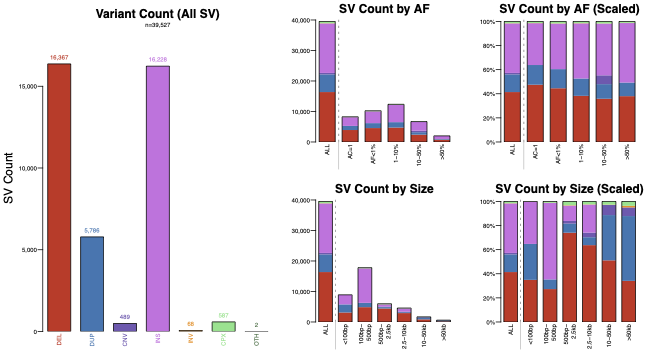 Variant Count (All SV)
n=39,527
SV Count
15,000
10,000
5,000
0
16,367
5,786
489
16,228
68
587
2
DEL
DUP
CNV
INS
INV
CPX
OTH
SV Count by AF
40,000
30,000
20,000
10,000
0
ALL
AC=1
AF<1%
1-10%
10-50%
>50%
SV Count by AF (Scaled)
100%
80%
60%
40%
20%
0%
ALL
AC=1
AF<1%
1-10%
10-50%
>50%
SV Count by Size
40,000
30,000
20,000
10,000
0
ALL
<100bp
100bp-
500bp
500bp-
2.5kb
2.5-10kb
10-50kb
>50kb
SV Count by Size (Scaled)
100%
80%
60%
40%
20%
0%
ALL
<100bp
100bp-
500bp
500bp-
2.5kb
2.5-10kb
10-50kb
>50kb